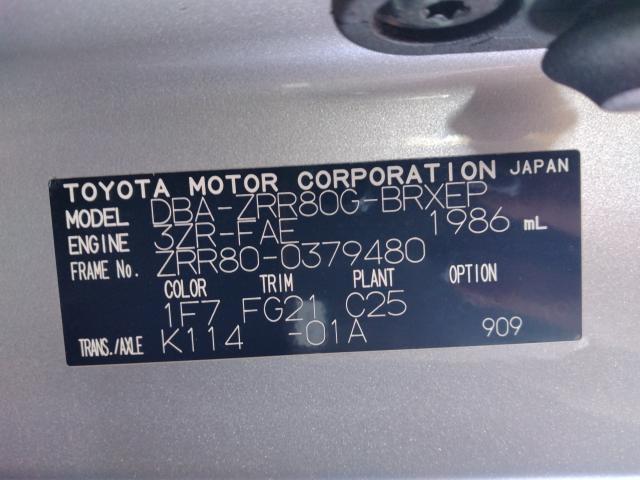 TOYOTA MOTOR CORPORATION JAPAN
MODEL DBA-ZRR80G-BRXEP
ENGINE 3ZR-FAE 1986 mL
FRAME No. ZRR80-0379480
COLOR TRIM PLANT OPTION
1F7 FG21 C25
TRANS./AXLE K114 -01A 909